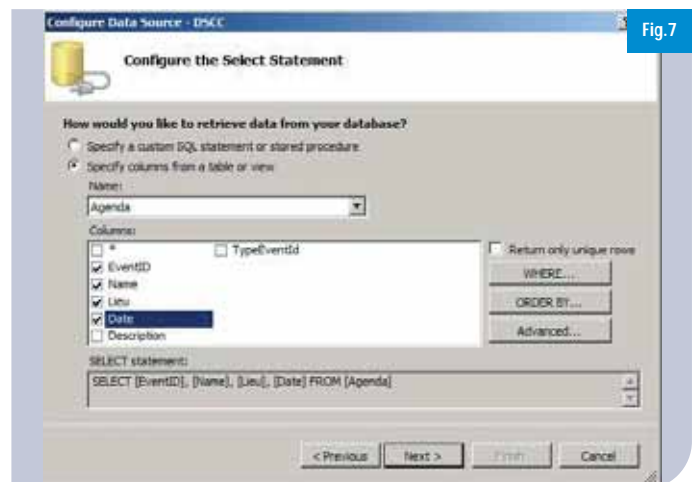 Configure Data Source - DSCC
Fig.7
Configure the Select Statement
How would you like to retrieve data from your database?
Specify a custom SQL statement or stored procedure
Specify columns from a table or view
Name:
Agenda
Columns:
* TypeEventId
Return only unique rows
EventID
WHERE...
Name
Lieu
ORDER BY...
Date
Description
Advanced...
SELECT statement:
SELECT [EventID], [Name], [Lieu], [Date] FROM [Agenda]
< Previous Next > Finish Cancel